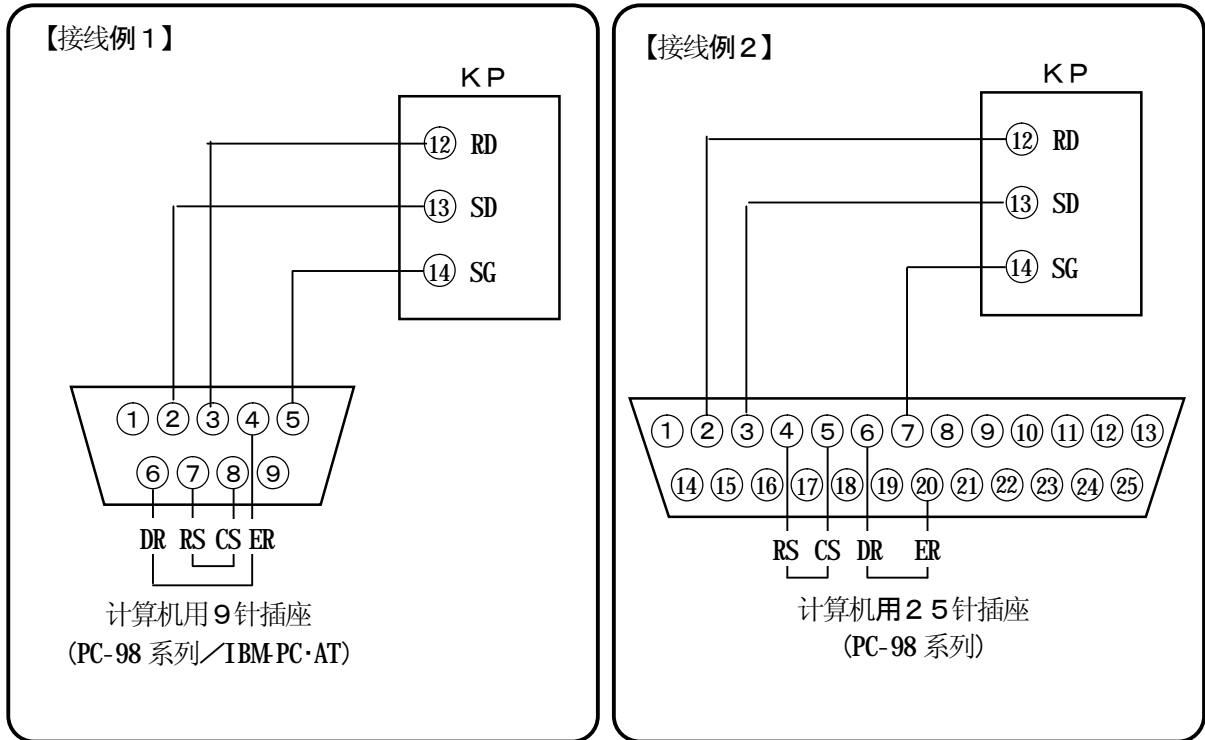 【接线例１】
ＫＰ
⑫ RD
⑬ SD
⑭ SG
① ② ③ ④ ⑤
⑥ ⑦ ⑧ ⑨
DR RS CS ER
计算机用９针插座
(PC-98 系列／IBM-PC･AT)
【接线例２】
ＫＰ
⑫ RD
⑬ SD
⑭ SG
① ② ③ ④ ⑤ ⑥ ⑦ ⑧ ⑨ ⑩ ⑪ ⑫ ⑬
⑭ ⑮ ⑯ ⑰ ⑱ ⑲ ⑳ ㉑ ㉒ ㉓ ㉔ ㉕
RS CS DR ER
计算机用２５针插座
(PC-98 系列)